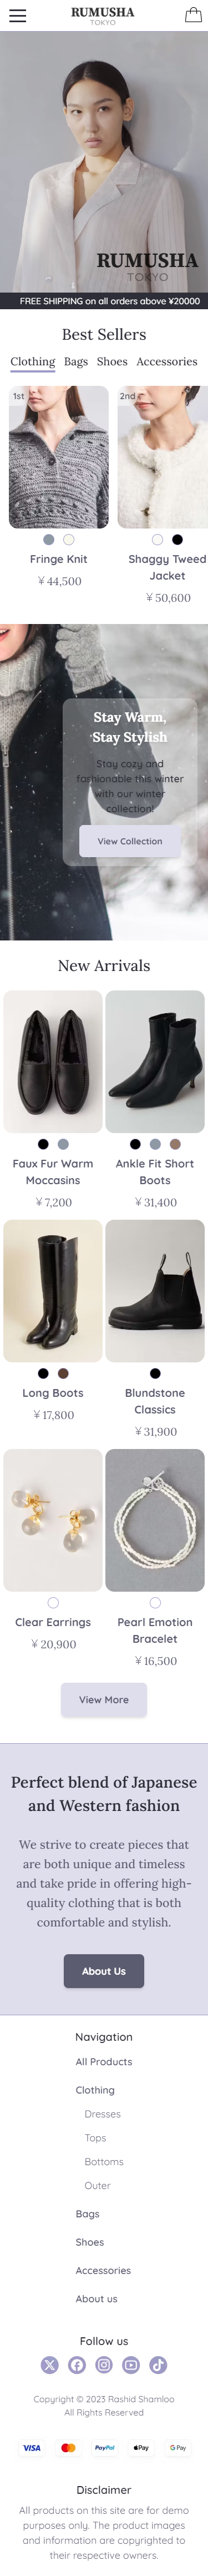 RUMUSHA
TOKYO
RUMUSHA
TOKYO
FREE SHIPPING on all orders above ¥20000
Best Sellers
Clothing Bags Shoes Accessories
1st
2nd
Fringe Knit
¥ 44,500
Shaggy Tweed
Jacket
¥ 50,600
Stay Warm,
Stay Stylish
Stay cozy and
fashionable this winter
with our winter
collection!
View Collection
New Arrivals
Faux Fur Warm
Moccasins
¥ 7,200
Ankle Fit Short
Boots
¥ 31,400
Long Boots
¥ 17,800
Blundstone
Classics
¥ 31,900
Clear Earrings
¥ 20,900
Pearl Emotion
Bracelet
¥ 16,500
View More
Perfect blend of Japanese
and Western fashion
We strive to create pieces that
are both unique and timeless
and take pride in offering high-
quality clothing that is both
comfortable and stylish.
About Us
Navigation
All Products
Clothing
Dresses
Tops
Bottoms
Outer
Bags
Shoes
Accessories
About us
Follow us
Copyright © 2023 Rashid Shamloo
All Rights Reserved
VISA
PayPal
Pay
G Pay
Disclaimer
All products on this site are for demo
purposes only. The product images
and information are copyrighted to
their respective owners.